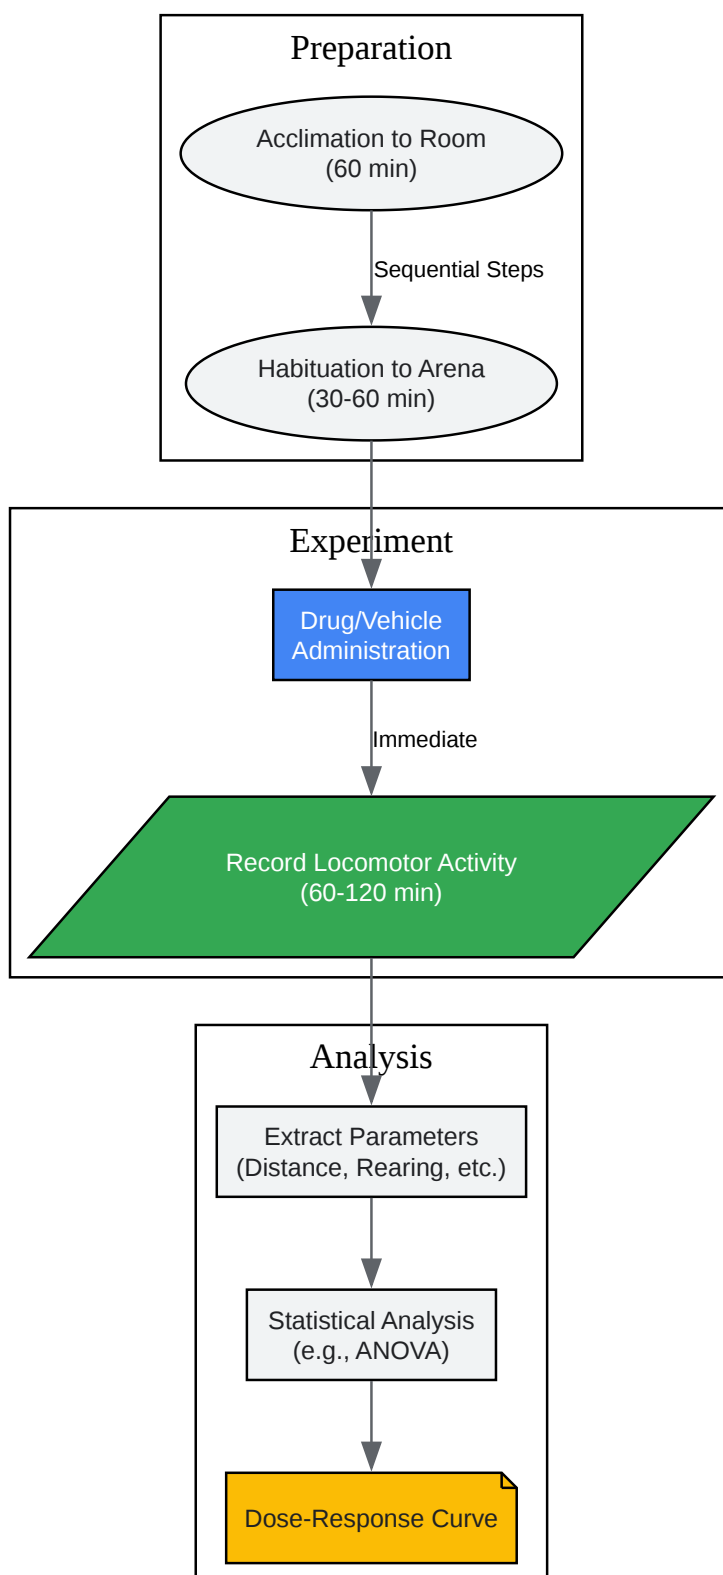 Preparation
Acclimation to Room
(60 min)
Sequential Steps
Habituation to Arena
(30-60 min)
Experiment
Drug/Vehicle
Administration
Immediate
Record Locomotor Activity
(60-120 min)
Analysis
Extract Parameters
(Distance, Rearing, etc.)
Statistical Analysis
(e.g., ANOVA)
Dose-Response Curve